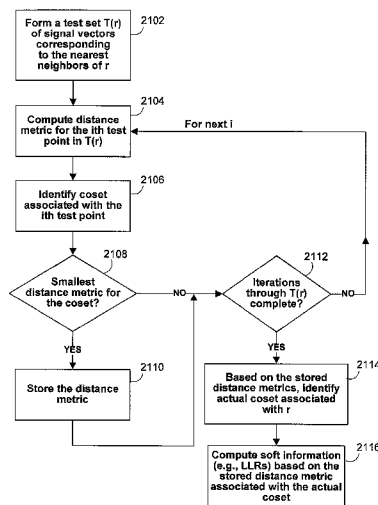 2102
Form a test set T(r)
of signal vectors
corresponding
to the nearest
neighbors of r
2104
Compute distance
metric for the ith test
point in T(r)
For next i
2106
Identify coset
associated with the
ith test point
2108
Smallest
distance metric for
the coset?
NO
YES
2110
Store the distance
metric
2112
Iterations
through T(r)
complete?
NO
YES
2114
Based on the stored
distance metrics, identify
actual coset associated
with r
2116
Compute soft information
(e.g., LLRs) based on the
stored distance metric
associated with the actual
coset